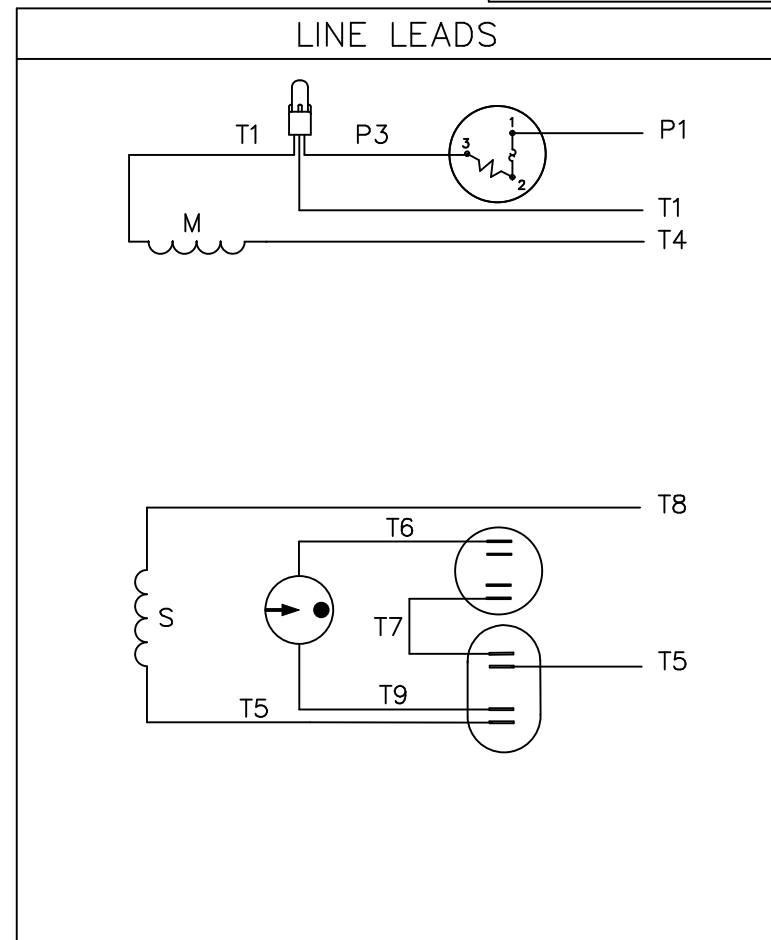 LINE LEADS
T1 P3 1 3 2 P1
T1
M T4
T8
T6
S T7
T5
T5 T9